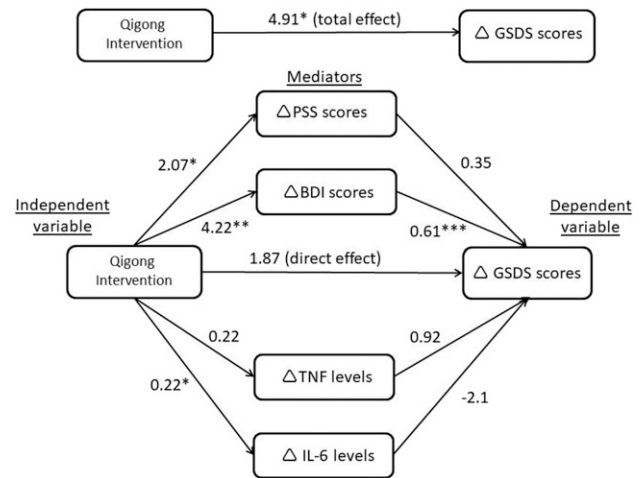 4.91* (total effect)
Qigong
Intervention
△ GSDS scores
Mediators
△PSS scores
2.07*
0.35
Independent
variable
△BDI scores
Dependent
variable
4.22**
0.61***
Qigong
Intervention
1.87 (direct effect)
△ GSDS scores
0.22
0.92
△TNF levels
0.22*
-2.1
△ IL-6 levels